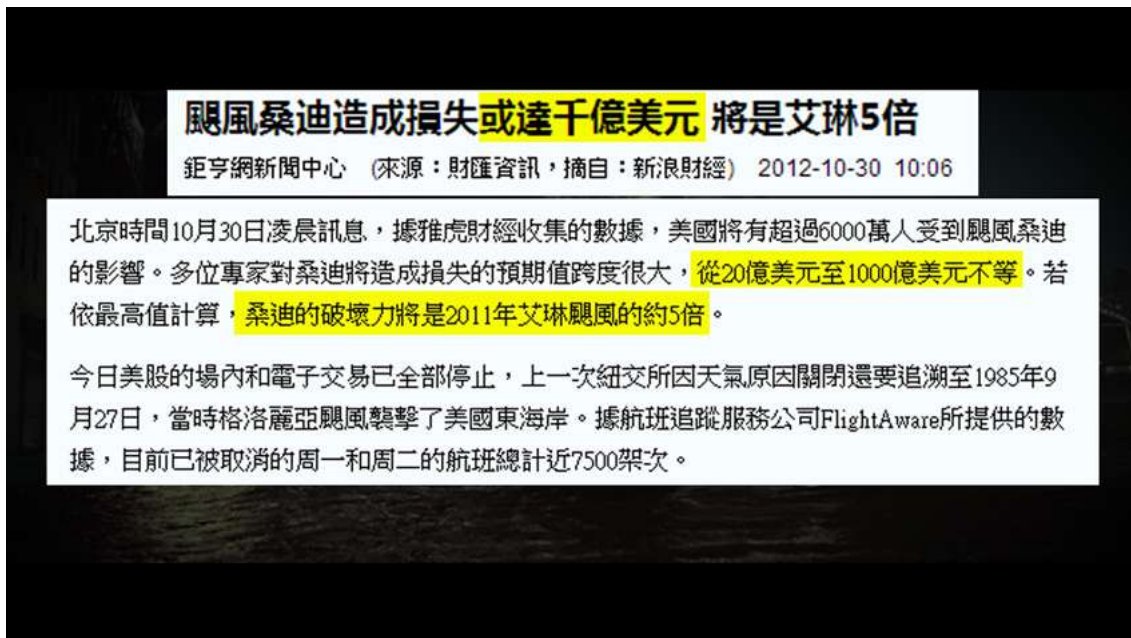 颶風桑迪造成損失或達千億美元 將是艾琳5倍
鉅亨網新聞中心 (來源：財匯資訊，摘自：新浪財經) 2012-10-30 10:06
北京時間10月30日凌晨訊息，據雅虎財經收集的數據，美國將有超過6000萬人受到颶風桑迪
的影響。多位專家對桑迪將造成損失的預期值跨度很大，從20億美元至1000億美元不等。若
依最高值計算，桑迪的破壞力將是2011年艾琳颶風的約5倍。
今日美股的場內和電子交易已全部停止，上一次紐交所因天氣原因關閉還要追溯至1985年9
月27日，當時格洛麗亞颶風襲擊了美國東海岸。據航班追蹤服務公司FlightAware所提供的數
據，目前已被取消的周一和周二的航班總計近7500架次。